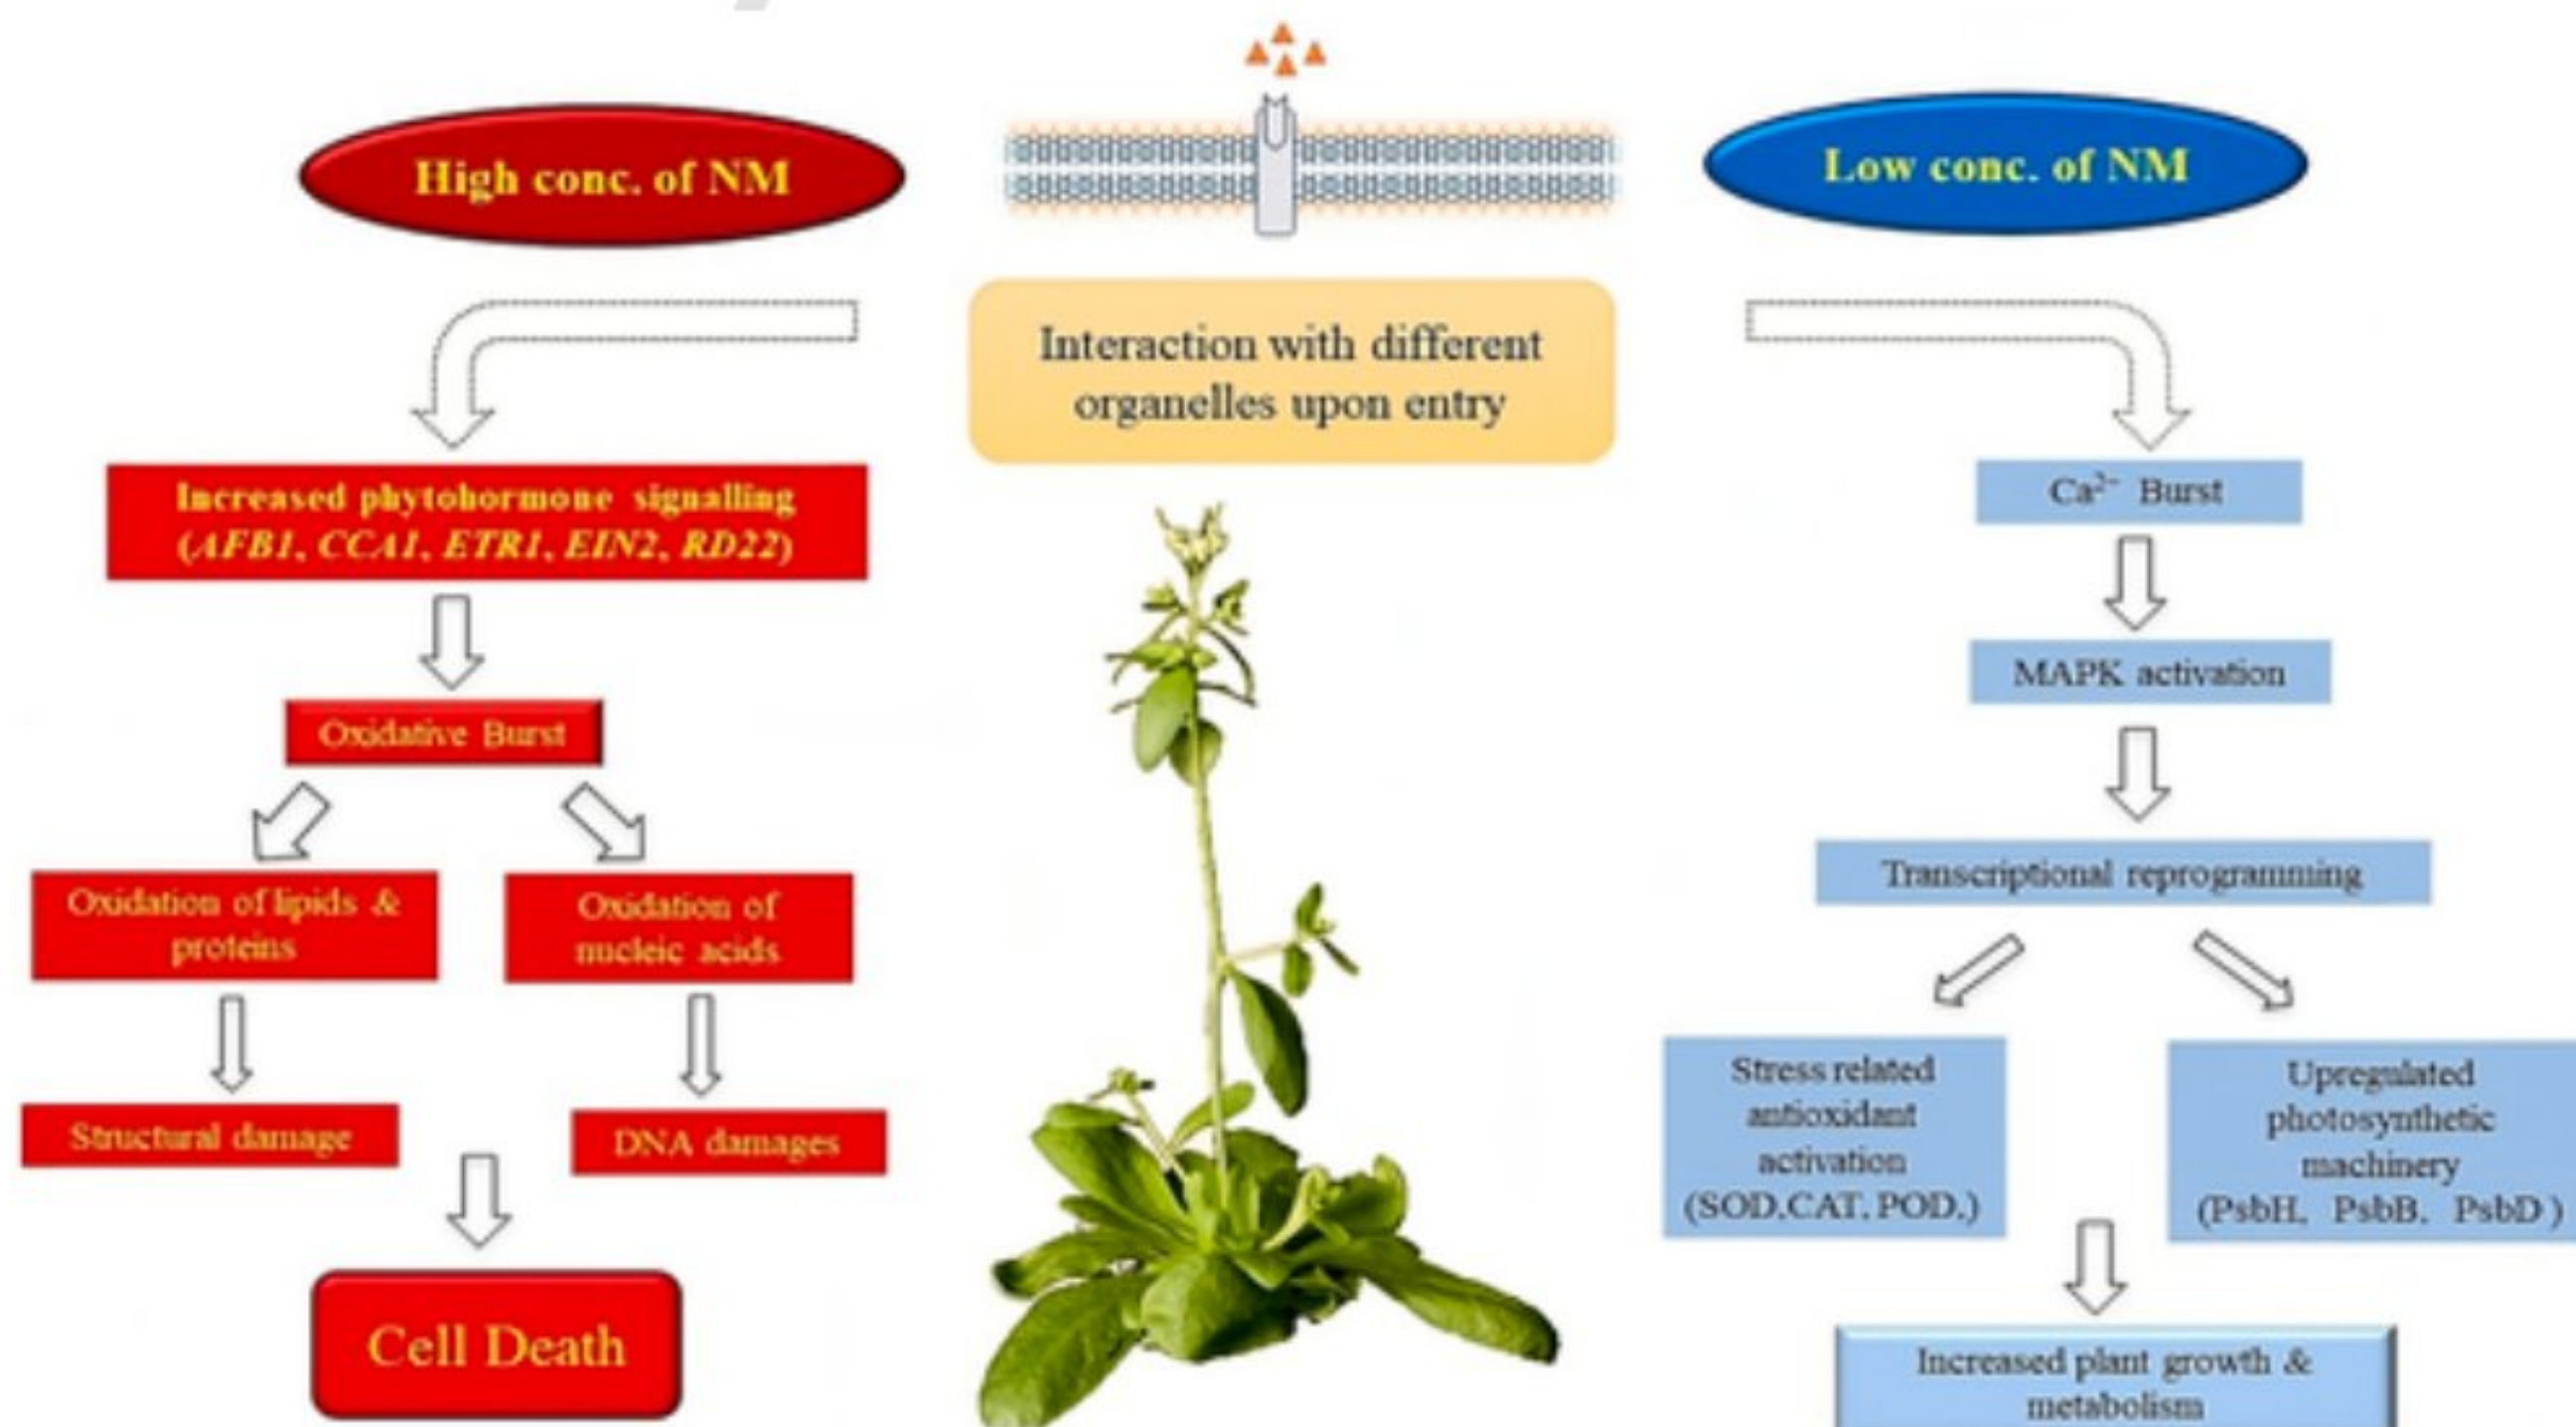 High conc. of NM
Low conc. of NM
Interaction with different
organelles upon entry
Increased phytohormone signalling
(AFB1, CCA1, ETR1, EIN2, RD22)
Oxidative Burst
Oxidation of lipids &
proteins
Oxidation of
nucleic acids
Structural damage
DNA damages
Cell Death
Ca²⁺ Burst
MAPK activation
Transcriptional reprogramming
Stress related
antioxidant
activation
(SOD,CAT, POD,)
Upregulated
photosynthetic
machinery
(PsbH, PsbB, PsbD )
Increased plant growth &
metabolism